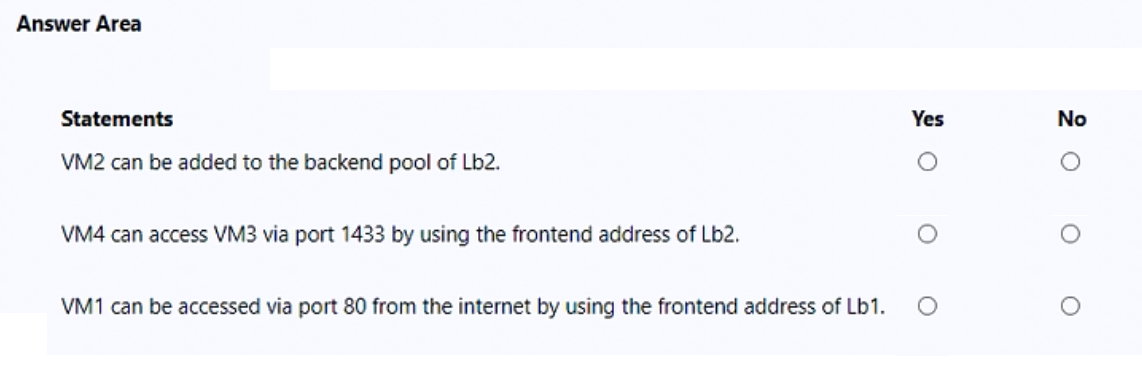 Answer Area
Statements Yes No
VM2 can be added to the backend pool of Lb2.
VM4 can access VM3 via port 1433 by using the frontend address of Lb2.
VM1 can be accessed via port 80 from the internet by using the frontend address of Lb1.